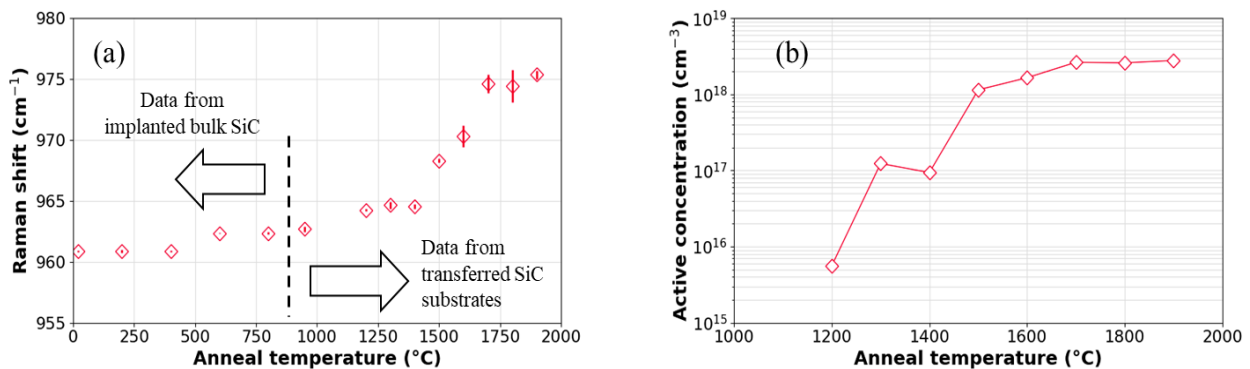 980
975
970
965
960
955
Raman shift (cm⁻¹)
(a)
Data from
implanted bulk SiC
Data from
transferred SiC
substrates
0 250 500 750 1000 1250 1500 1750 2000
Anneal temperature (°C)
10¹⁹
10¹⁸
10¹⁷
10¹⁶
10¹⁵
Active concentration (cm⁻³)
(b)
1000 1200 1400 1600 1800 2000
Anneal temperature (°C)